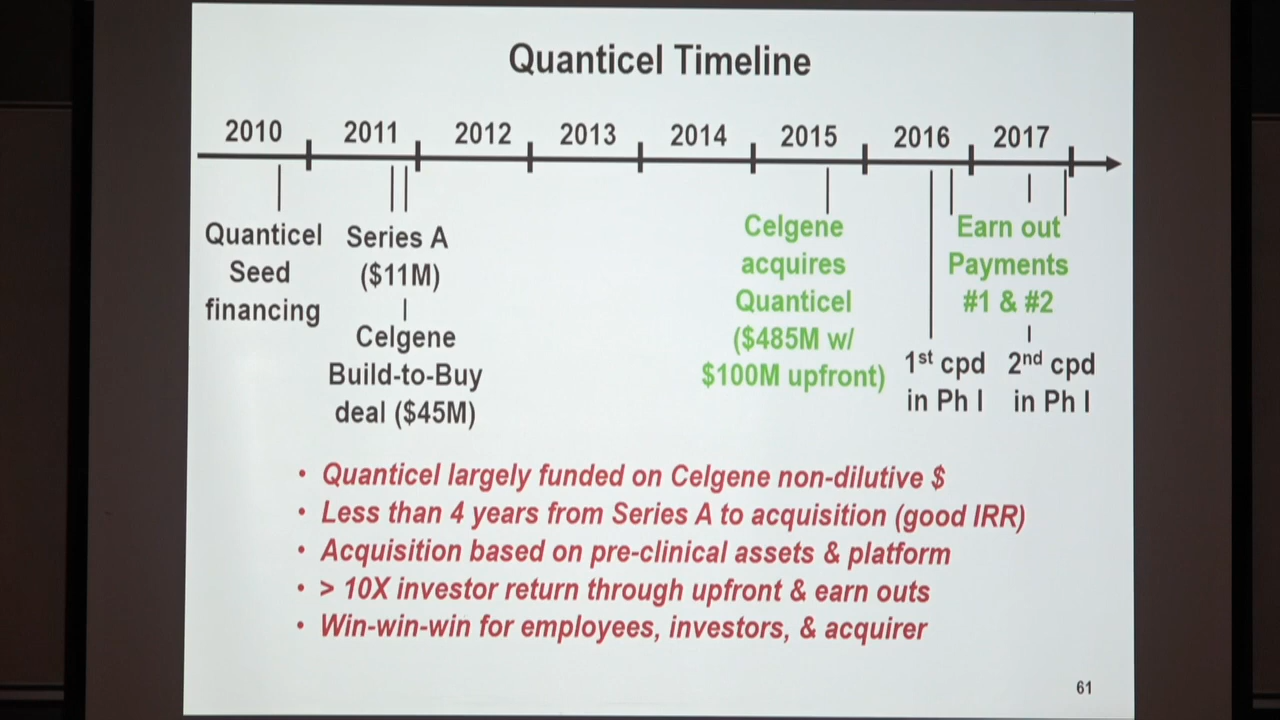 Quanticel Timeline
2010 2011 2012 2013 2014 2015 2016 2017
Quanticel
Seed
financing
Series A
($11M)
Celgene
Build-to-Buy
deal ($45M)
Celgene
acquires
Quanticel
($485M w/
$100M upfront)
Earn out
Payments
#1 & #2
1st cpd
in Ph I
2nd cpd
in Ph I
• Quanticel largely funded on Celgene non-dilutive $
• Less than 4 years from Series A to acquisition (good IRR)
• Acquisition based on pre-clinical assets & platform
• > 10X investor return through upfront & earn outs
• Win-win-win for employees, investors, & acquirer
61